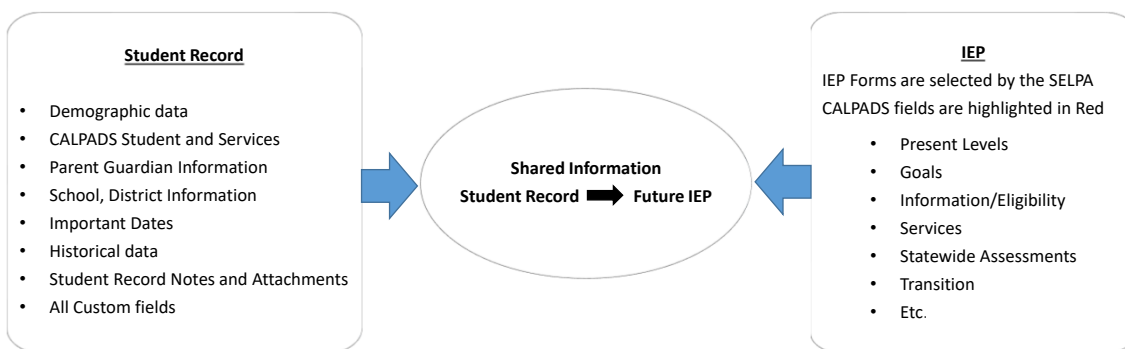 Student Record
• Demographic data
• CALPADS Student and Services
• Parent Guardian Information
• School, District Information
• Important Dates
• Historical data
• Student Record Notes and Attachments
• All Custom fields
Shared Information
Student Record ➡ Future IEP
IEP
IEP Forms are selected by the SELPA
CALPADS fields are highlighted in Red
• Present Levels
• Goals
• Information/Eligibility
• Services
• Statewide Assessments
• Transition
• Etc.